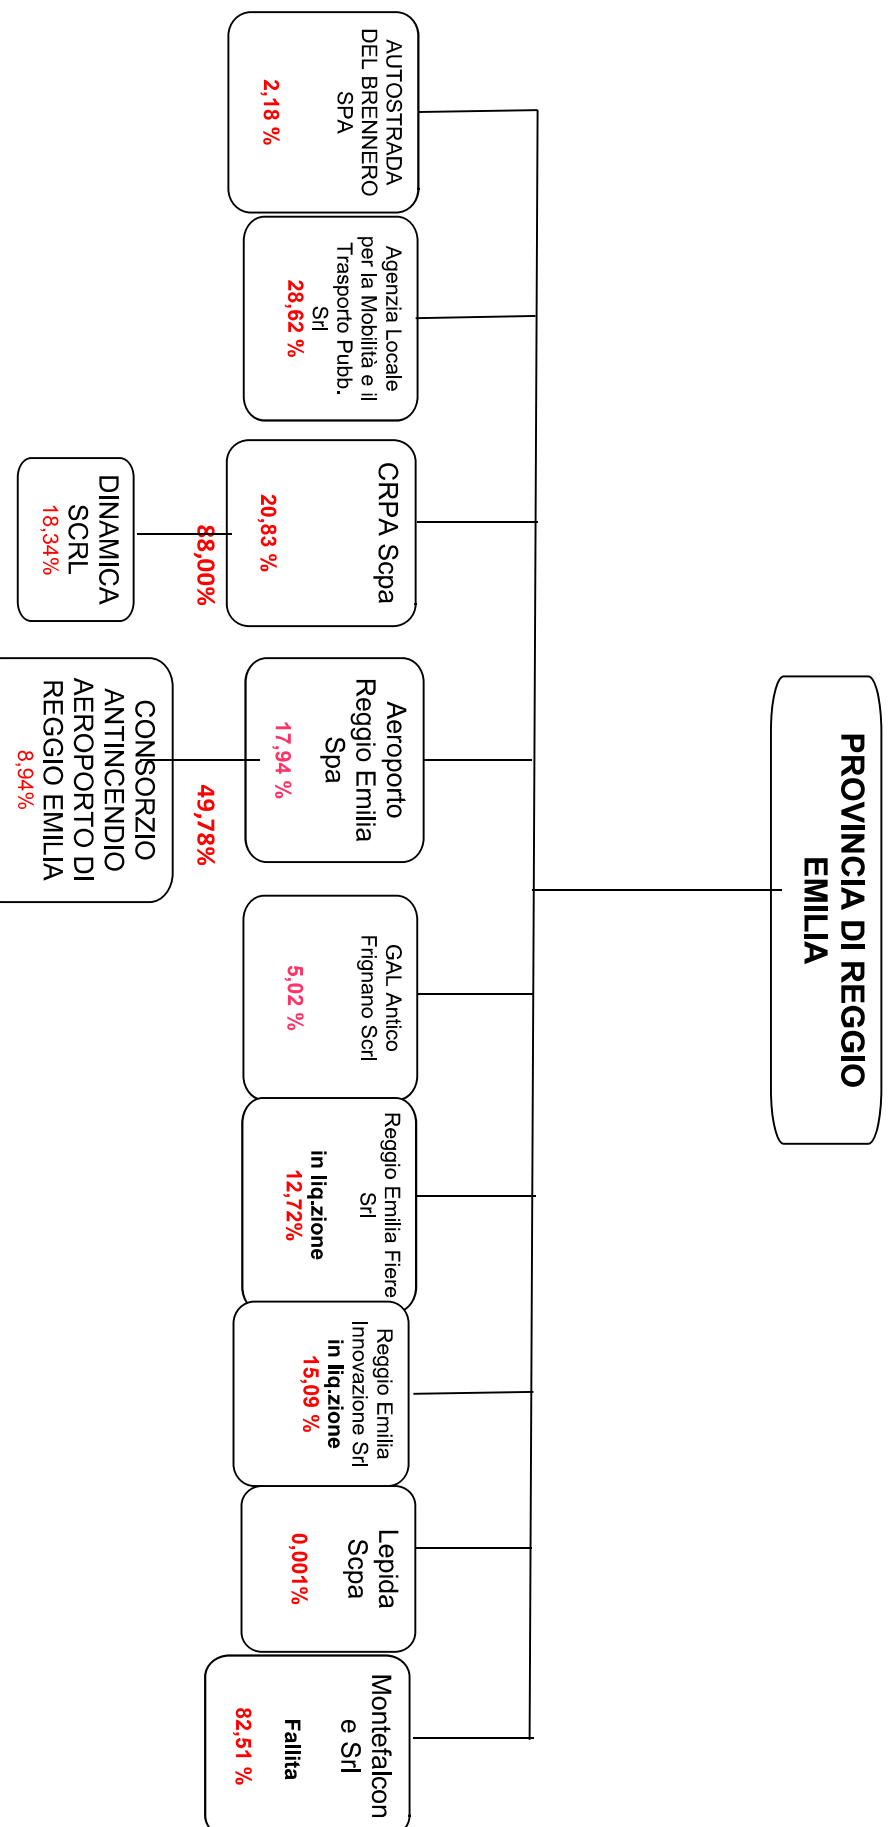 PROVINCIA DI REGGIO
EMILIA
AUTOSTRADA
DEL BRENNERO
SPA
2,18 %
Agenzia Locale
per la Mobilità e il
Trasporto Pubb.
Srl
28,62 %
CRPA Scpa
20,83 %
Aeroporto
Reggio Emilia
Spa
17,94 %
GAL Antico
Frignano Scrl
5,02 %
Reggio Emilia Fiere
Srl
in liq.zione
12,72%
Reggio Emilia
Innovazione Srl
in liq.zione
15,09 %
Lepida
Scpa
0,001%
Montefalcon
e Srl
Fallita
82,51 %
88,00%
49,78%
DINAMICA
SCRL
18,34%
CONSORZIO
ANTINCENDIO
AEROPORTO DI
REGGIO EMILIA
8,94%